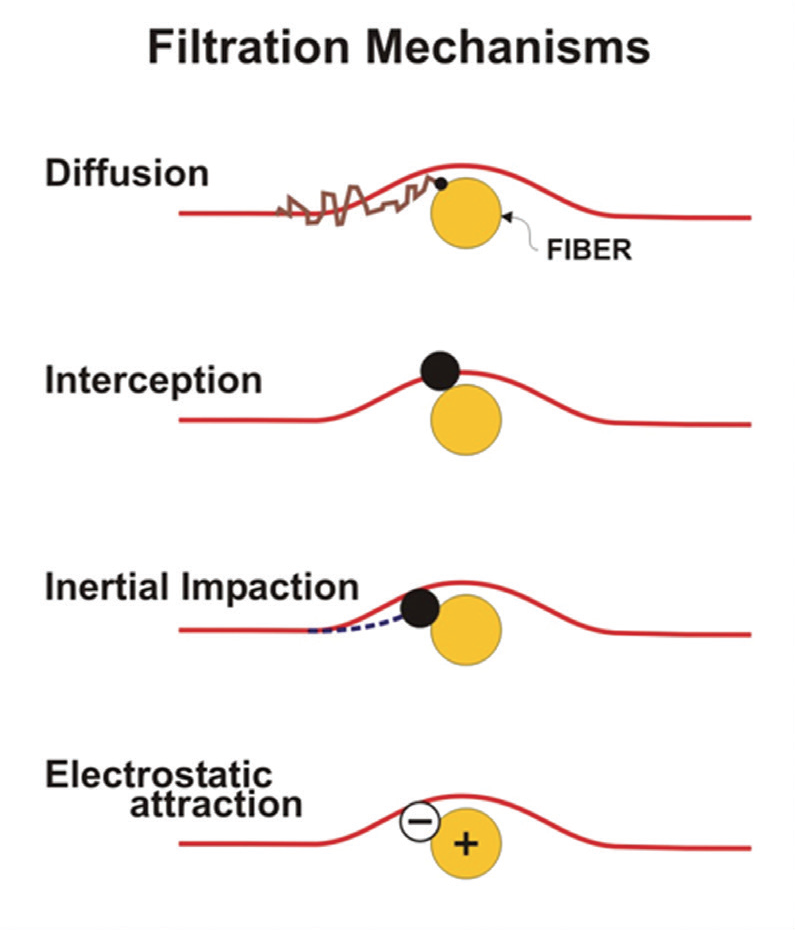 Filtration Mechanisms
Diffusion
FIBER
Interception
Inertial Impaction
Electrostatic
attraction
−
+